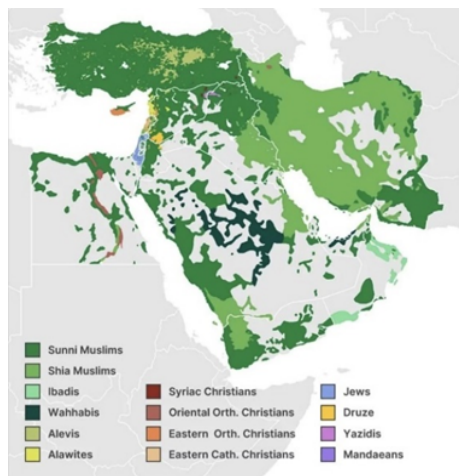 Sunni Muslims
Shia Muslims
Ibadis
Wahhabis
Alevis
Alawites
Syriac Christians
Oriental Orth. Christians
Eastern Orth. Christians
Eastern Cath. Christians
Jews
Druze
Yazidis
Mandaeans